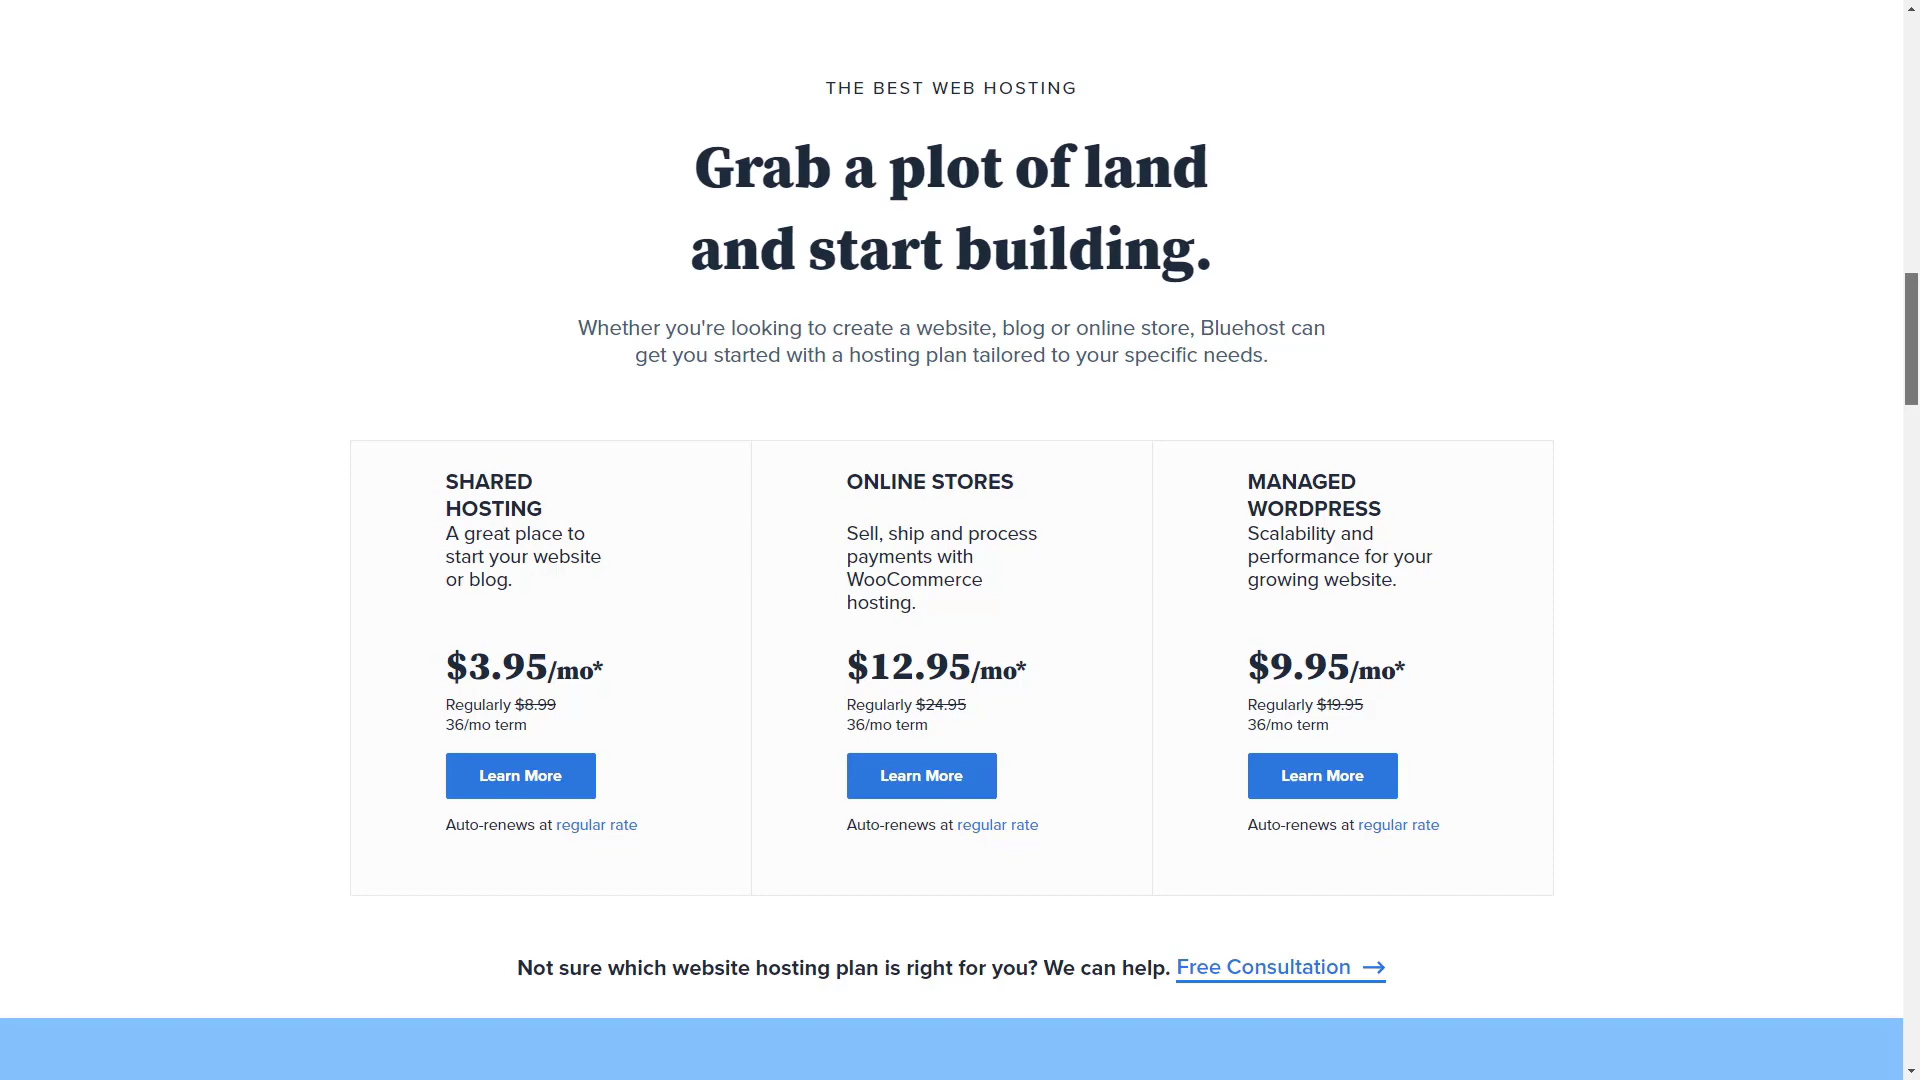 THE BEST WEB HOSTING
Grab a plot of land
and start building.
Whether you're looking to create a website, blog or online store, Bluehost can
get you started with a hosting plan tailored to your specific needs.
SHARED
HOSTING
A great place to
start your website
or blog.
$3.95/mo*
Regularly $8.99
36/mo term
Learn More
Auto-renews at regular rate
ONLINE STORES
Sell, ship and process
payments with
WooCommerce
hosting.
$12.95/mo*
Regularly $24.95
36/mo term
Learn More
Auto-renews at regular rate
MANAGED
WORDPRESS
Scalability and
performance for your
growing website.
$9.95/mo*
Regularly $19.95
36/mo term
Learn More
Auto-renews at regular rate
Not sure which website hosting plan is right for you? We can help. Free Consultation →